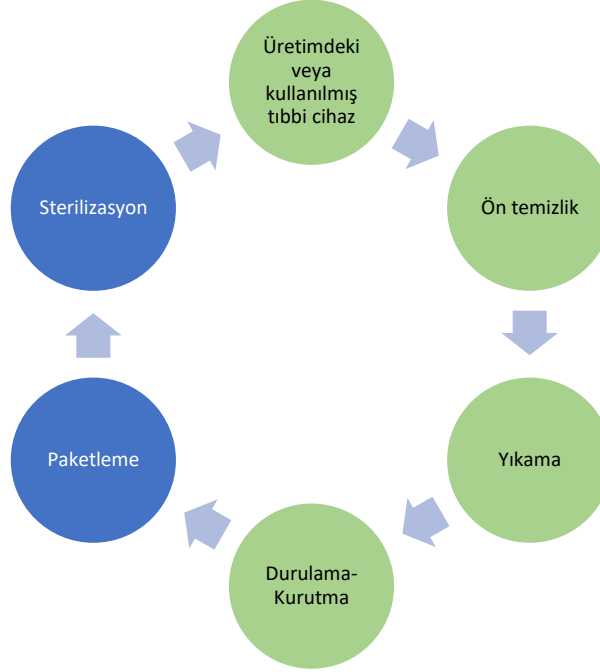 Üretimdeki
veya
kullanılmış
tıbbi cihaz
Ön temizlik
Yıkama
Durulama-
Kurutma
Paketleme
Sterilizasyon